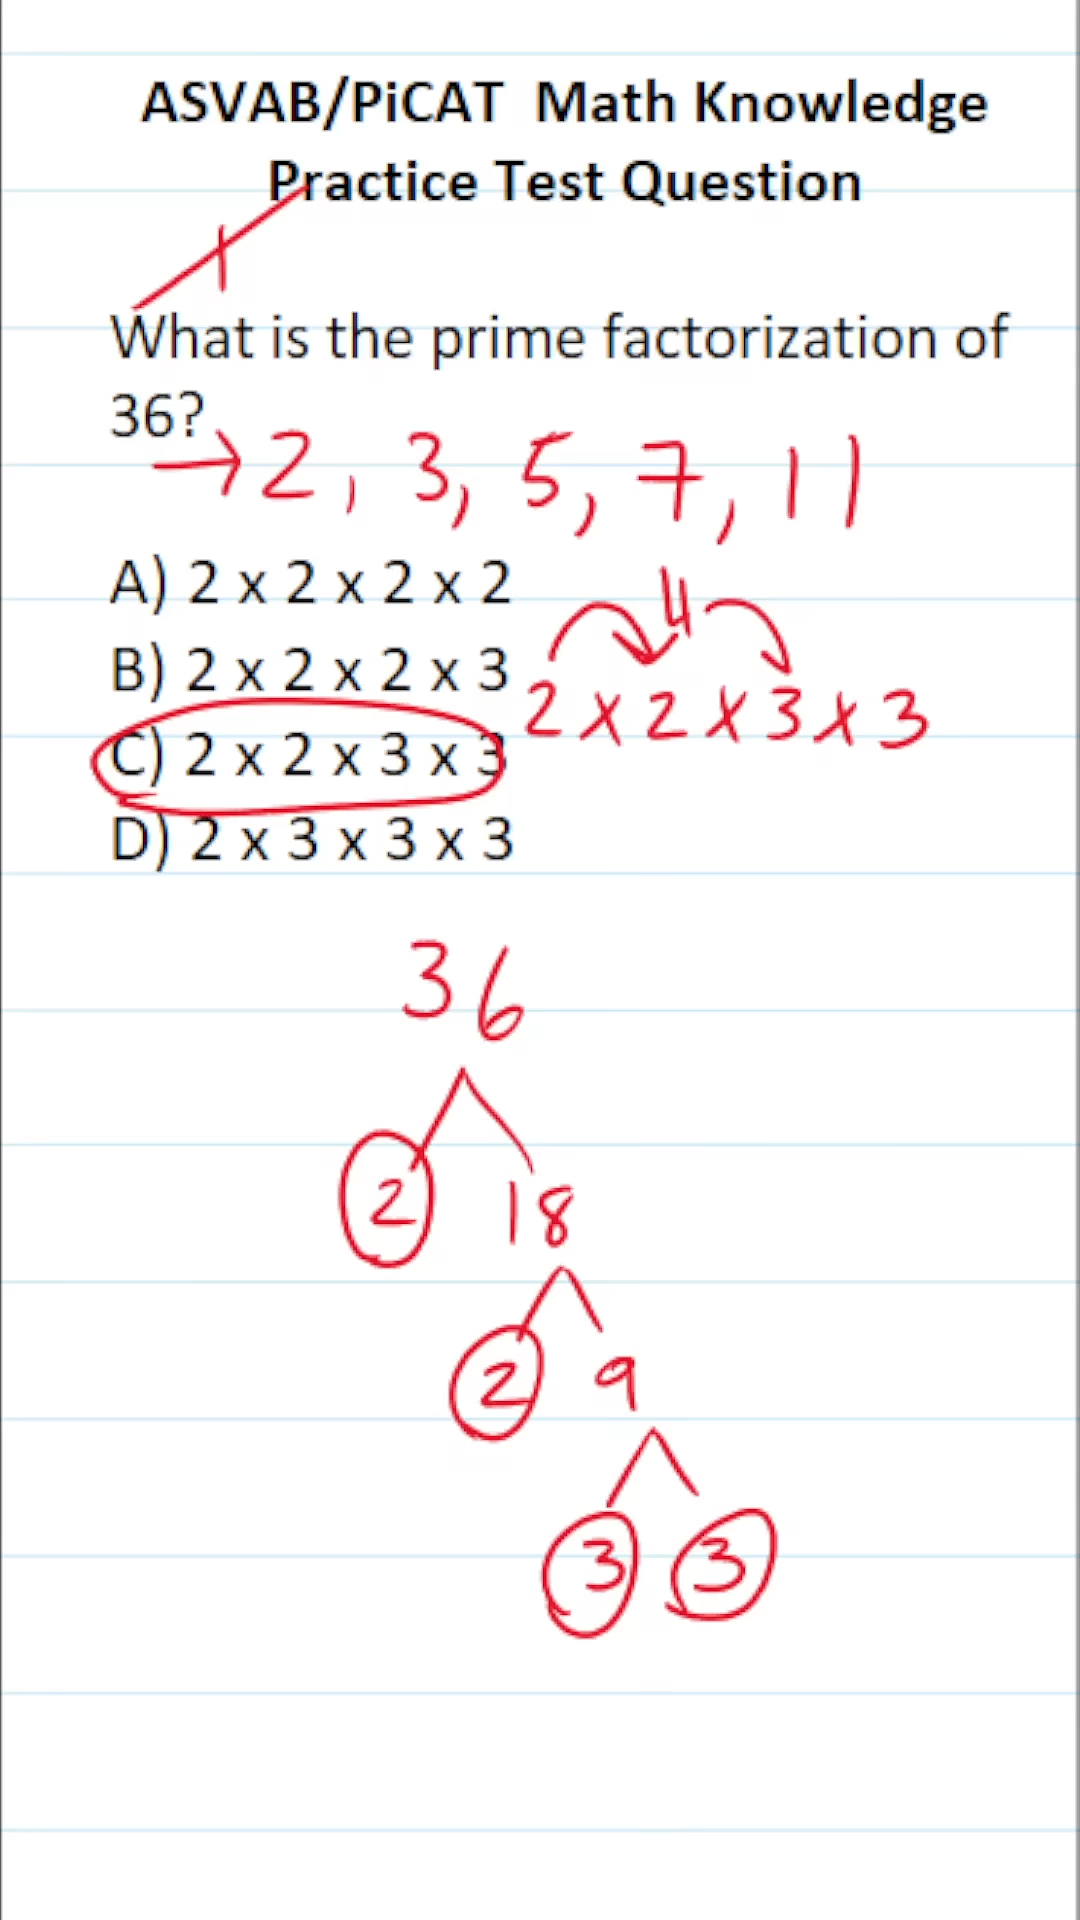 ASVAB/PiCAT Math Knowledge
Practice Test Question
1
What is the prime factorization of
36?
→ 2, 3, 5, 7, 11
A) 2 x 2 x 2 x 2
4
B) 2 x 2 x 2 x 3
2 x 2 x 3 x 3
C) 2 x 2 x 3 x 3
D) 2 x 3 x 3 x 3
36
2 18
2 9
3 3